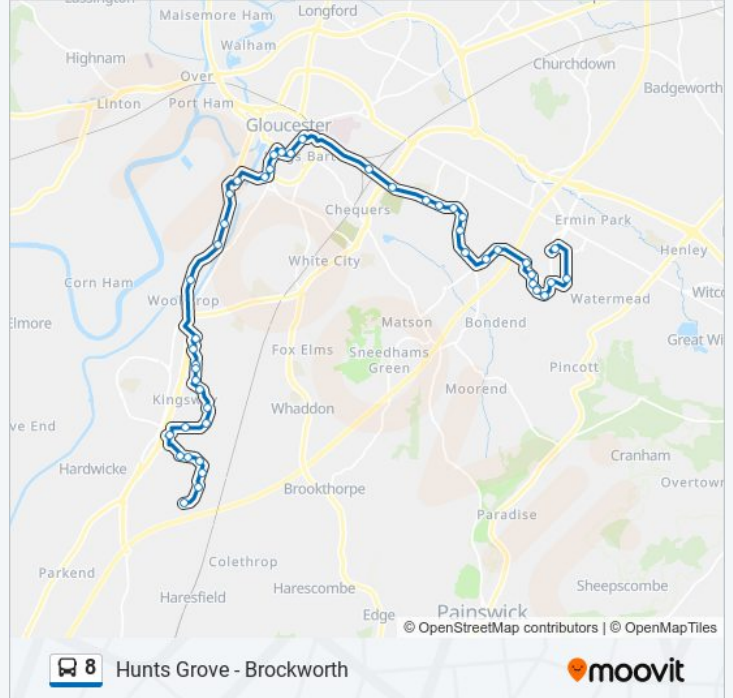 Longford
Maisemore Ham
Walham
Highnam
Churchdown
Over
Badgeworth
Linton
Port Ham
Gloucester
Chequers
Ermin Park
White City
Henley
Corn Ham
Watermead
Matson
Bondend
Fox Elms
Sneedhams
Green
Pincott
Moorend
Whaddon
Cranham
Hardwicke
Brookthorpe
Paradise
Colethrop
Parkend
Sheepscombe
Harescombe
Haresfield
Painswick
Edge
© OpenStreetMap contributors | © OpenMapTiles
8 Hunts Grove - Brockworth
moovit